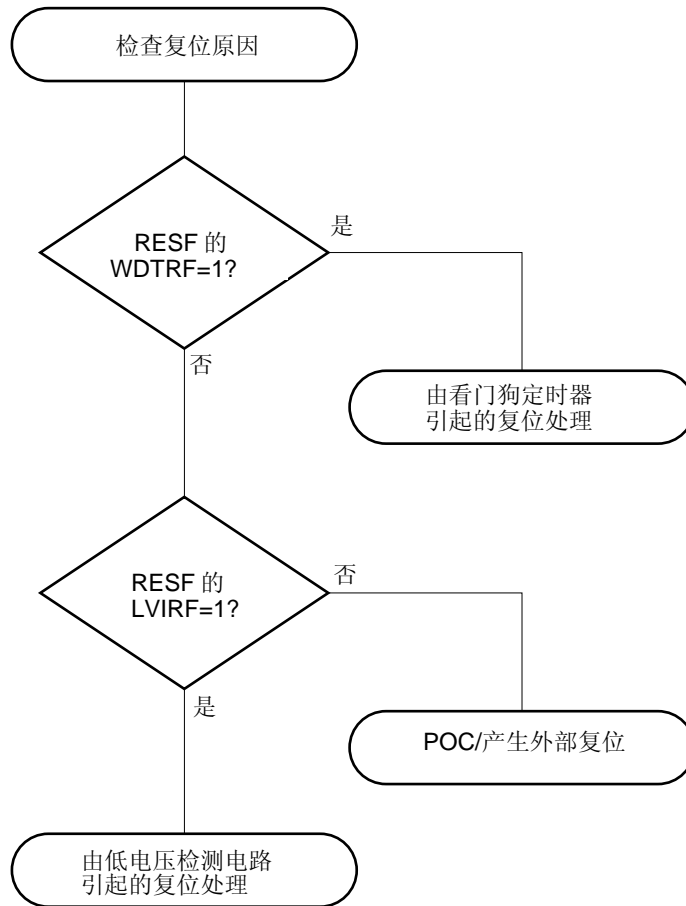 检查复位原因
RESF 的
WDTRF=1?
是
否
由看门狗定时器
引起的复位处理
RESF 的
LVIRF=1?
否
是
POC/产生外部复位
由低电压检测电路
引起的复位处理